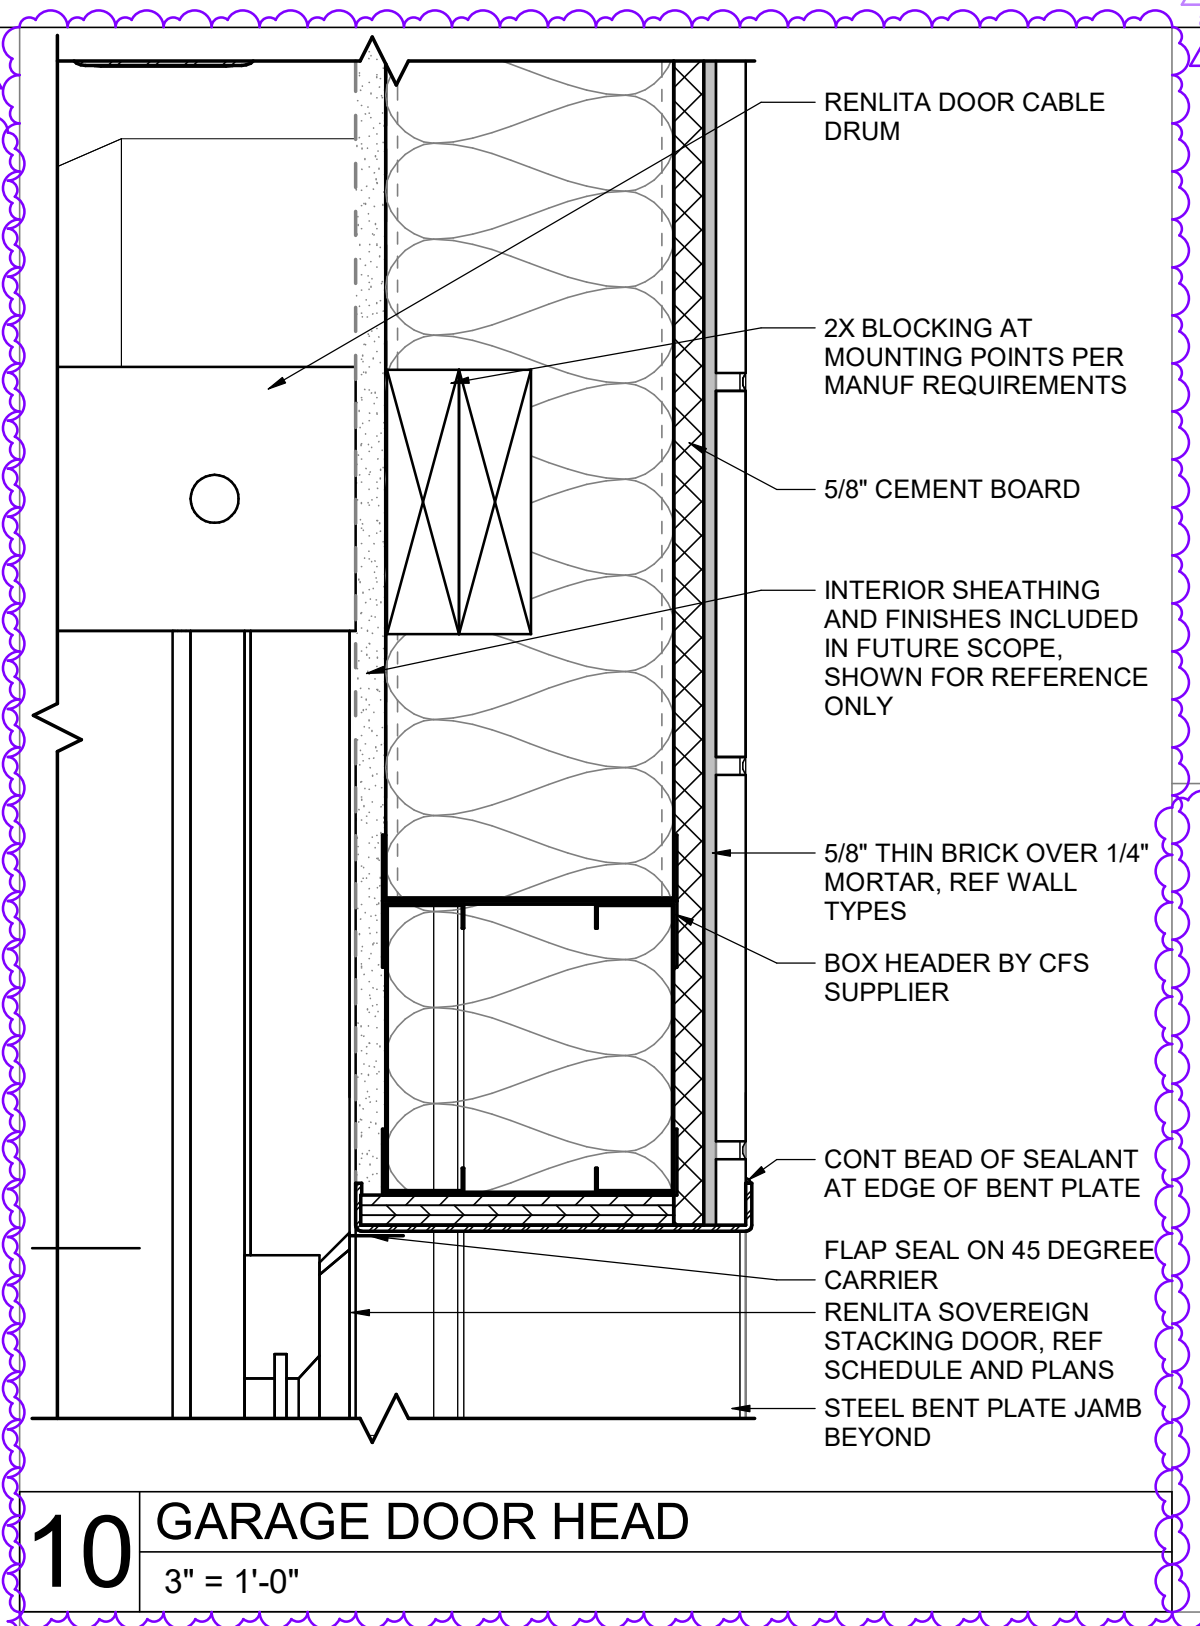 RENLITA DOOR CABLE
DRUM
2X BLOCKING AT
MOUNTING POINTS PER
MANUF REQUIREMENTS
5/8" CEMENT BOARD
INTERIOR SHEATHING
AND FINISHES INCLUDED
IN FUTURE SCOPE,
SHOWN FOR REFERENCE
ONLY
5/8" THIN BRICK OVER 1/4"
MORTAR, REF WALL
TYPES
BOX HEADER BY CFS
SUPPLIER
CONT BEAD OF SEALANT
AT EDGE OF BENT PLATE
FLAP SEAL ON 45 DEGREE
CARRIER
RENLITA SOVEREIGN
STACKING DOOR, REF
SCHEDULE AND PLANS
STEEL BENT PLATE JAMB
BEYOND
10
GARAGE DOOR HEAD
3" = 1'-0"